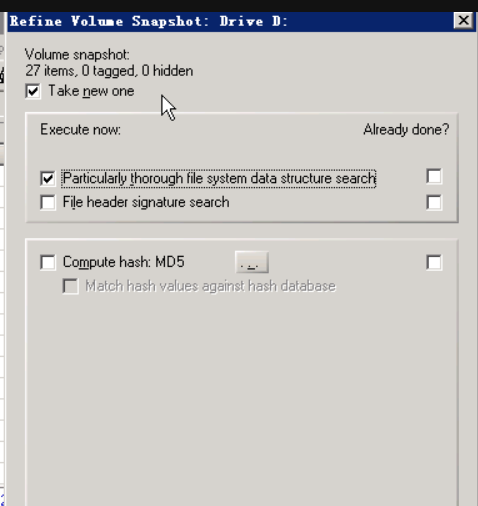 Refine Volume Snapshot: Drive D:
Volume snapshot:
27 items, 0 tagged, 0 hidden
Take new one
Execute now: Already done?
Particularly thorough file system data structure search
File header signature search
Compute hash: MD5 ...
Match hash values against hash database